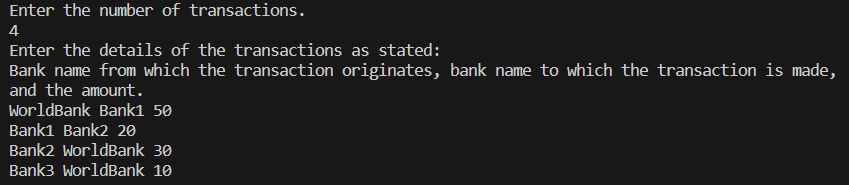 Enter the number of transactions.
4
Enter the details of the transactions as stated:
Bank name from which the transaction originates, bank name to which the transaction is made,
and the amount.
WorldBank Bank1 50
Bank1 Bank2 20
Bank2 WorldBank 30
Bank3 WorldBank 10